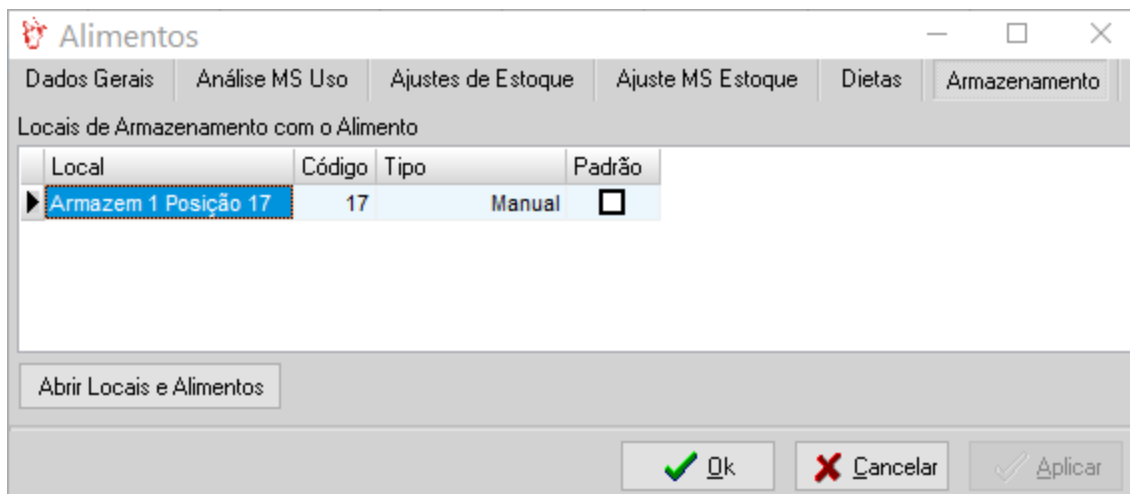 Alimentos
Dados Gerais Análise MS Uso Ajustes de Estoque Ajuste MS Estoque Dietas Armazenamento
Locais de Armazenamento com o Alimento
Local Código Tipo Padrão
Armazem 1 Posição 17 17 Manual
Abrir Locais e Alimentos
Ok Cancelar Aplicar